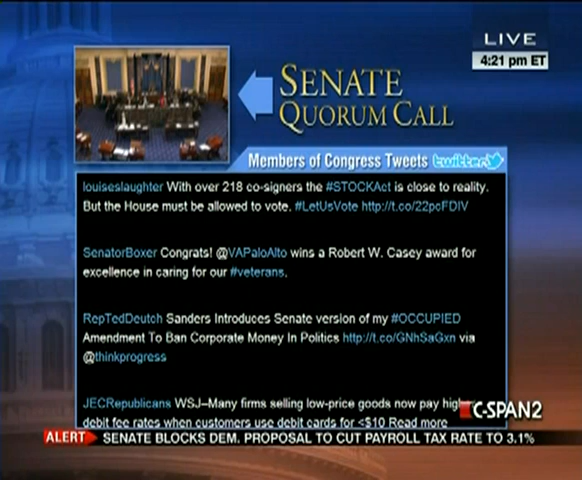 LIVE
4:21 pm ET
SENATE
QUORUM CALL
Members of Congress Tweets twitter
louiseslaughter With over 218 co-signers the #STOCKAct is close to reality.
But the House must be allowed to vote. #LetUsVote http://t.co/22pcFDIV
SenatorBoxer Congrats! @VAPaloAlto wins a Robert W. Casey award for
excellence in caring for our #veterans.
RepTedDeutch Sanders Introduces Senate version of my #OCCUPIED
Amendment To Ban Corporate Money In Politics http://t.co/GNhSaGxn via
@thinkprogress
JECRepublicans WSJ–Many firms selling low-price goods now pay
debit fee rates when customers use debit cards for <$10 Read more
C-SPAN2
ALERT SENATE BLOCKS DEM. PROPOSAL TO CUT PAYROLL TAX RATE TO 3.1%